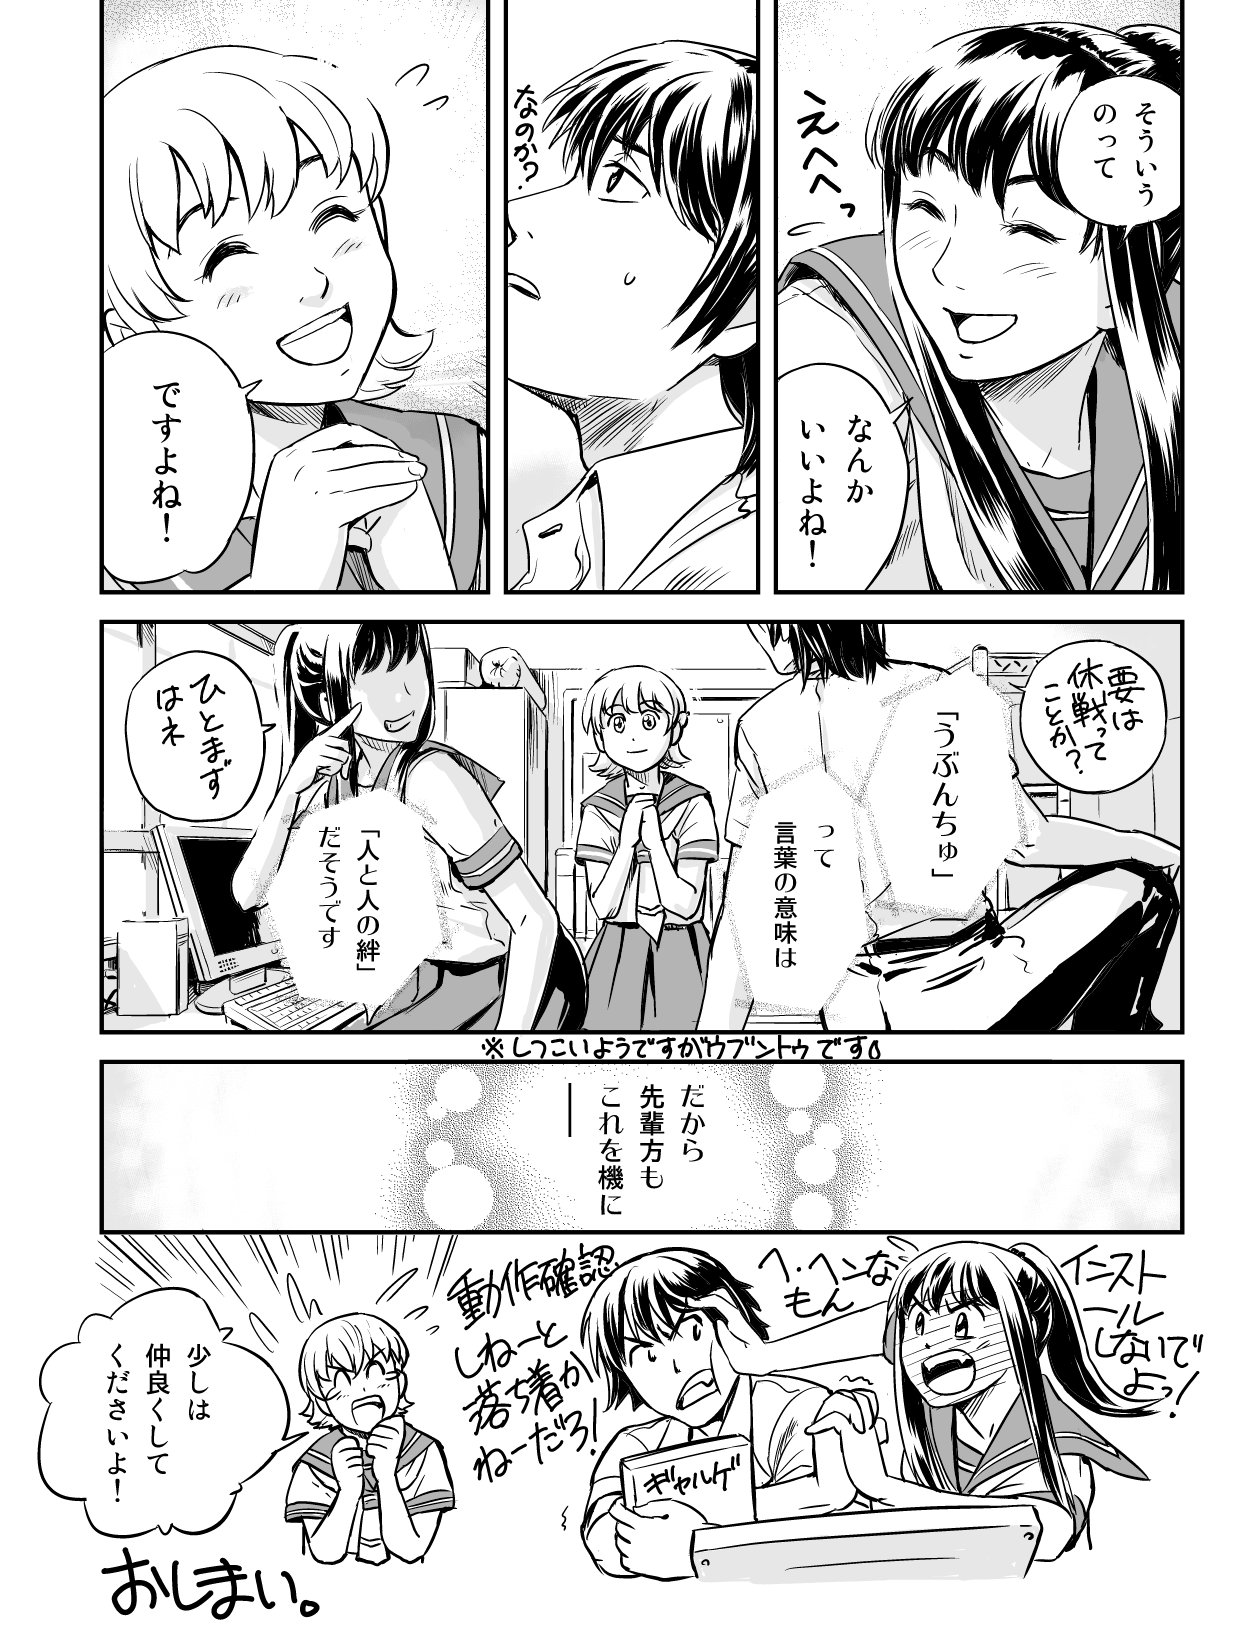 そういう
のって
えへへっ
なんか
いいよね！
なのか？
ですよね！
要は
休戦って
ことか？
「うぶんちゅ」
って
言葉の意味は
「人と人の絆」
だそうです
ひとまず
はネ
※しつこいようですがウブントゥです。
だから
先輩方も
これを機に
──
インスト
ールし
ないで
よっ！
ヘ・ヘンな
もん
動作確認
しねーと
落ち着か
ねーだろ！
ギャルゲ
少しは
仲良くして
くださいよ！
おしまい。